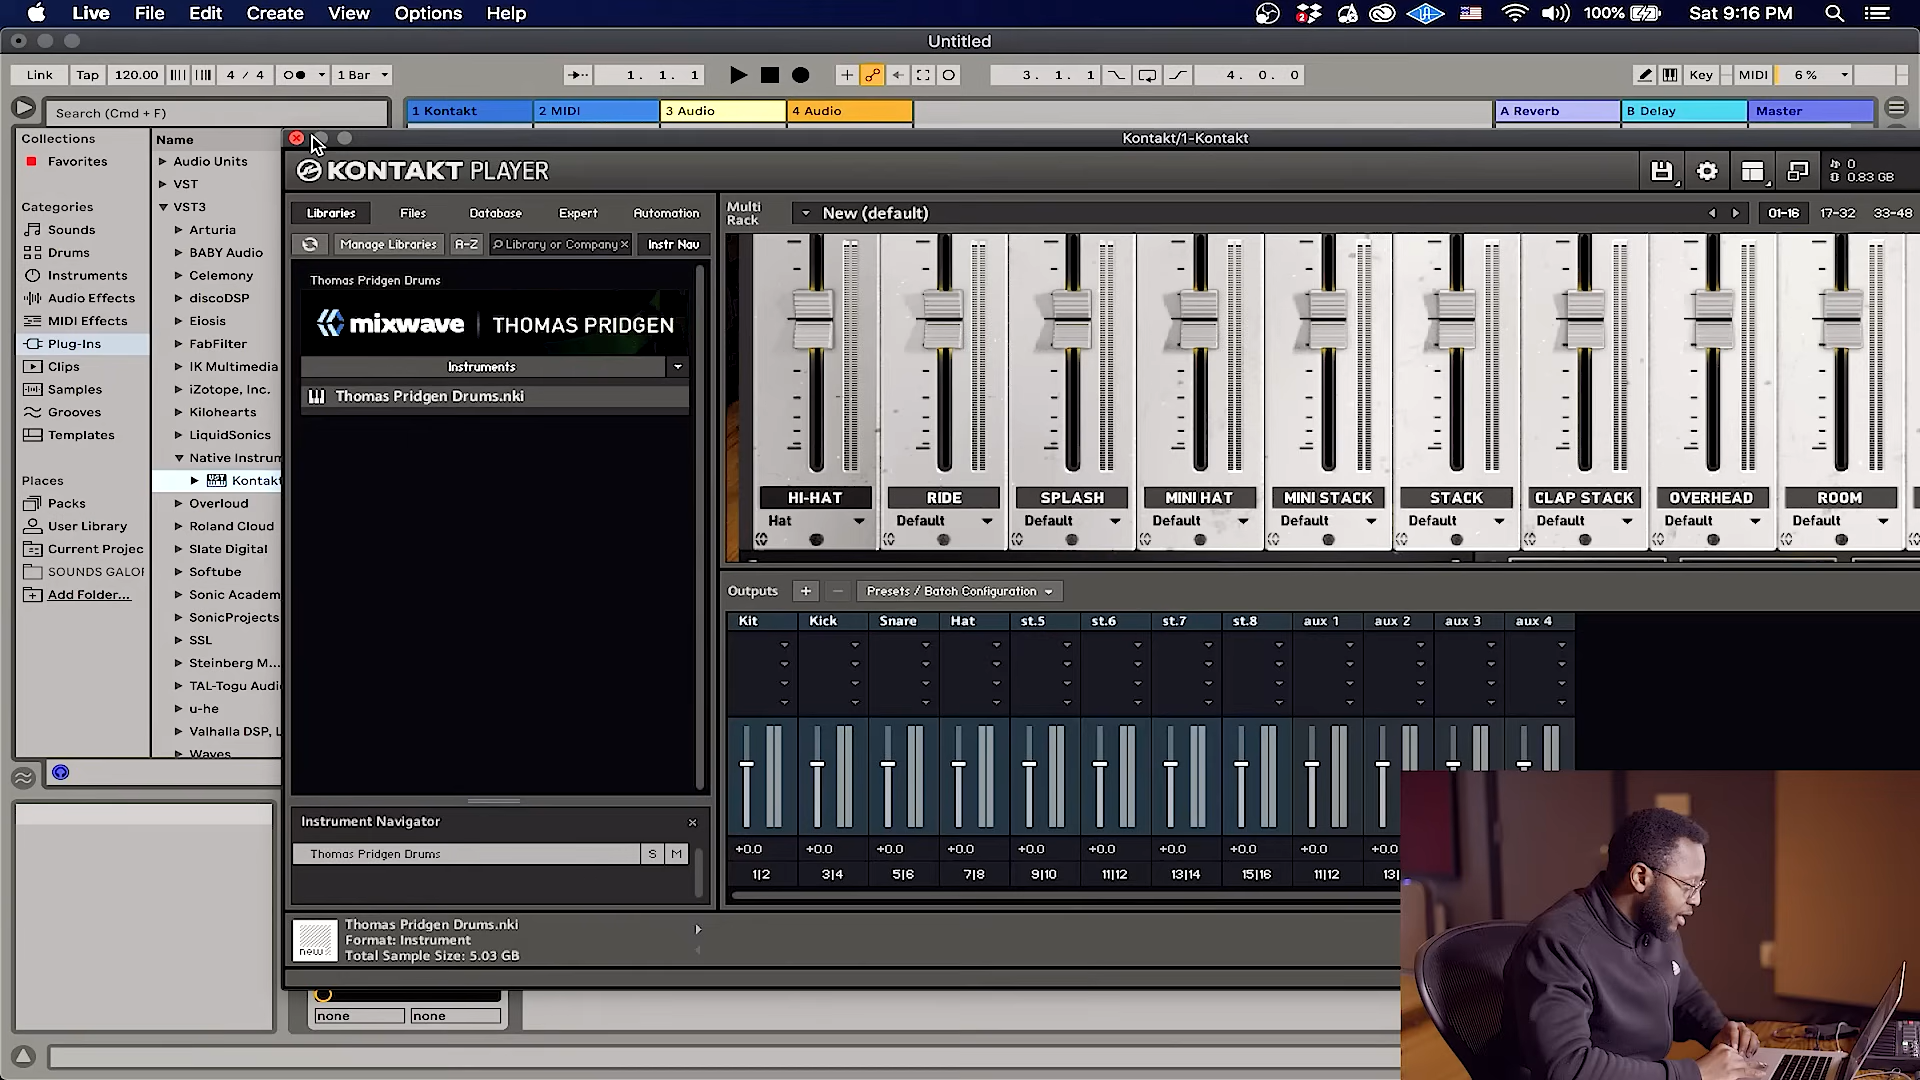 Live File Edit Create View Options Help
2
100% Sat 9:16 PM
Untitled
Link Tap 120.00 4 / 4 1 Bar
1. 1. 1
3. 1. 1
4. 0. 0
Key MIDI 6 %
Search (Cmd + F)
1 Kontakt 2 MIDI 3 Audio 4 Audio
A Reverb B Delay Master
Collections
Favorites
Categories
Sounds
Drums
Instruments
Audio Effects
MIDI Effects
Plug-Ins
Clips
Samples
Grooves
Templates
Places
Packs
User Library
Current Projec
SOUNDS GALO
Add Folder...
Name
Audio Units
VST
VST3
Arturia
BABY Audio
Celemony
discoDSP
Eiosis
FabFilter
IK Multimedia
iZotope, Inc.
Kilohearts
LiquidSonics
Native Instrum
Kontakt
Overloud
Roland Cloud
Slate Digital
Softube
Sonic Academ
SonicProjects
SSL
Steinberg M...
TAL-Togu Audi
u-he
Valhalla DSP, L
Waves
Kontakt/1-Kontakt
KONTAKT PLAYER
0
0.83 GB
Libraries Files Database Expert Automation
Manage Libraries A-Z Library or Company × Instr Nav
Thomas Pridgen Drums
mixwave | THOMAS PRIDGEN
Instruments
Thomas Pridgen Drums.nki
Multi
Rack
New (default)
01-16 17-32 33-48
HI-HAT RIDE SPLASH MINI HAT MINI STACK STACK CLAP STACK OVERHEAD ROOM
Hat Default Default Default Default Default Default Default Default
Outputs + − Presets / Batch Configuration
Kit Kick Snare Hat st.5 st.6 st.7 st.8 aux 1 aux 2 aux 3 aux 4
+0.0 +0.0 +0.0 +0.0 +0.0 +0.0 +0.0 +0.0 +0.0 +0.0
1|2 3|4 5|6 7|8 9|10 11|12 13|14 15|16 11|12 13|
Instrument Navigator ×
Thomas Pridgen Drums S M
new
Thomas Pridgen Drums.nki
Format: Instrument
Total Sample Size: 5.03 GB
none none